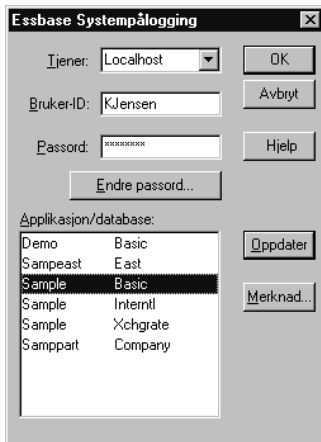 Essbase Systempålogging
Tjener: Localhost OK
Bruker-ID: KJensen Avbryt
Passord: ******** Hjelp
Endre passord...
Applikasjon/database:
Demo Basic Oppdater
Sampeast East
Sample Basic
Sample Interntl Merknad...
Sample Xchgrate
Samppart Company